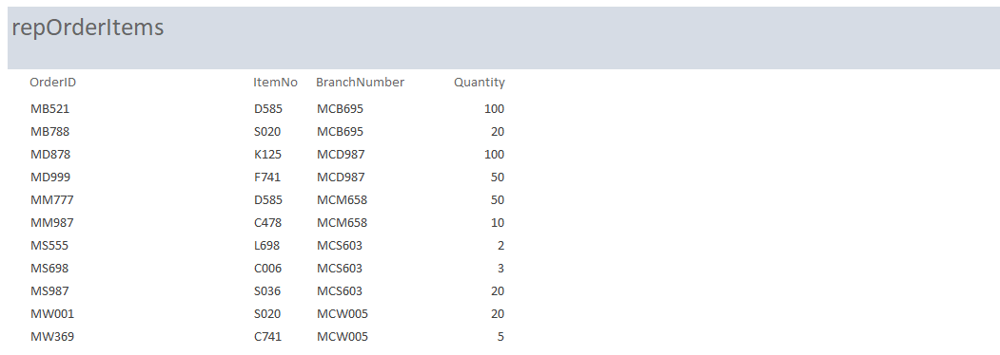 repOrderItems
OrderID ItemNo BranchNumber Quantity
MB521 D585 MCB695 100
MB788 S020 MCB695 20
MD878 K125 MCD987 100
MD999 F741 MCD987 50
MM777 D585 MCM658 50
MM987 C478 MCM658 10
MS555 L698 MCS603 2
MS698 C006 MCS603 3
MS987 S036 MCS603 20
MW001 S020 MCW005 20
MW369 C741 MCW005 5